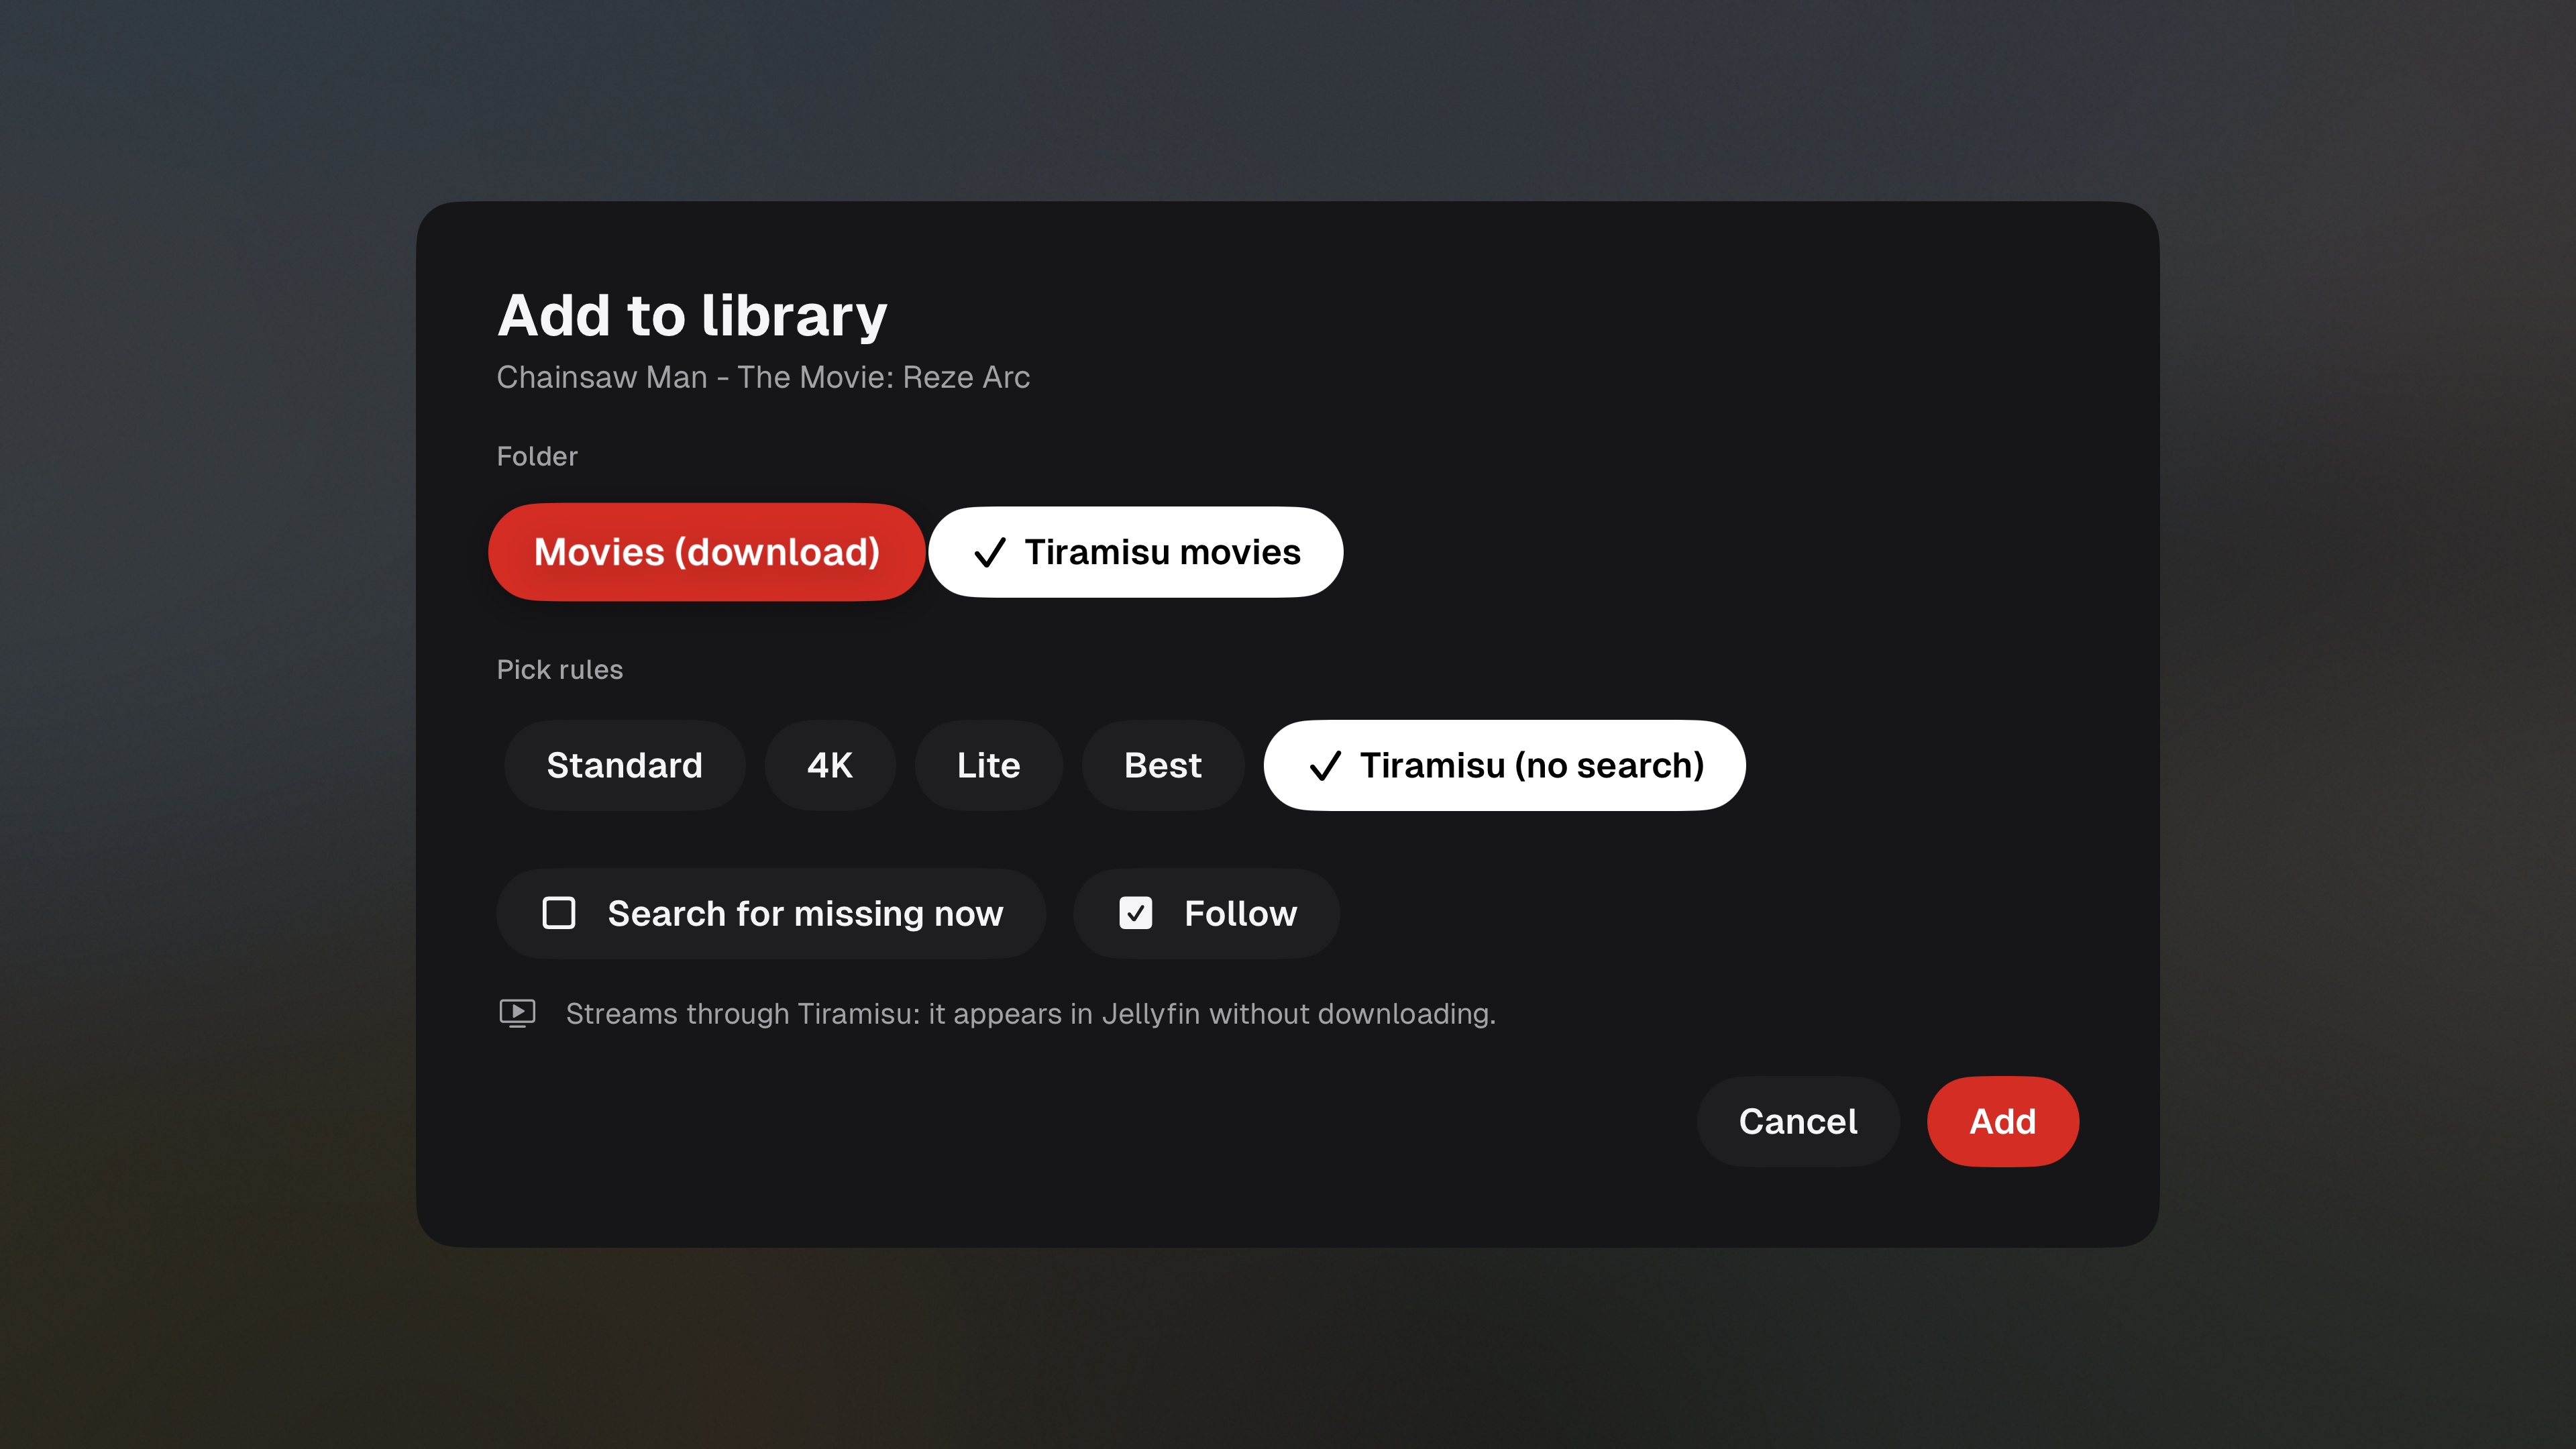 Add to library
Chainsaw Man - The Movie: Reze Arc
Folder
Movies (download) Tiramisu movies
Pick rules
Standard 4K Lite Best Tiramisu (no search)
Search for missing now Follow
Streams through Tiramisu: it appears in Jellyfin without downloading.
Cancel Add